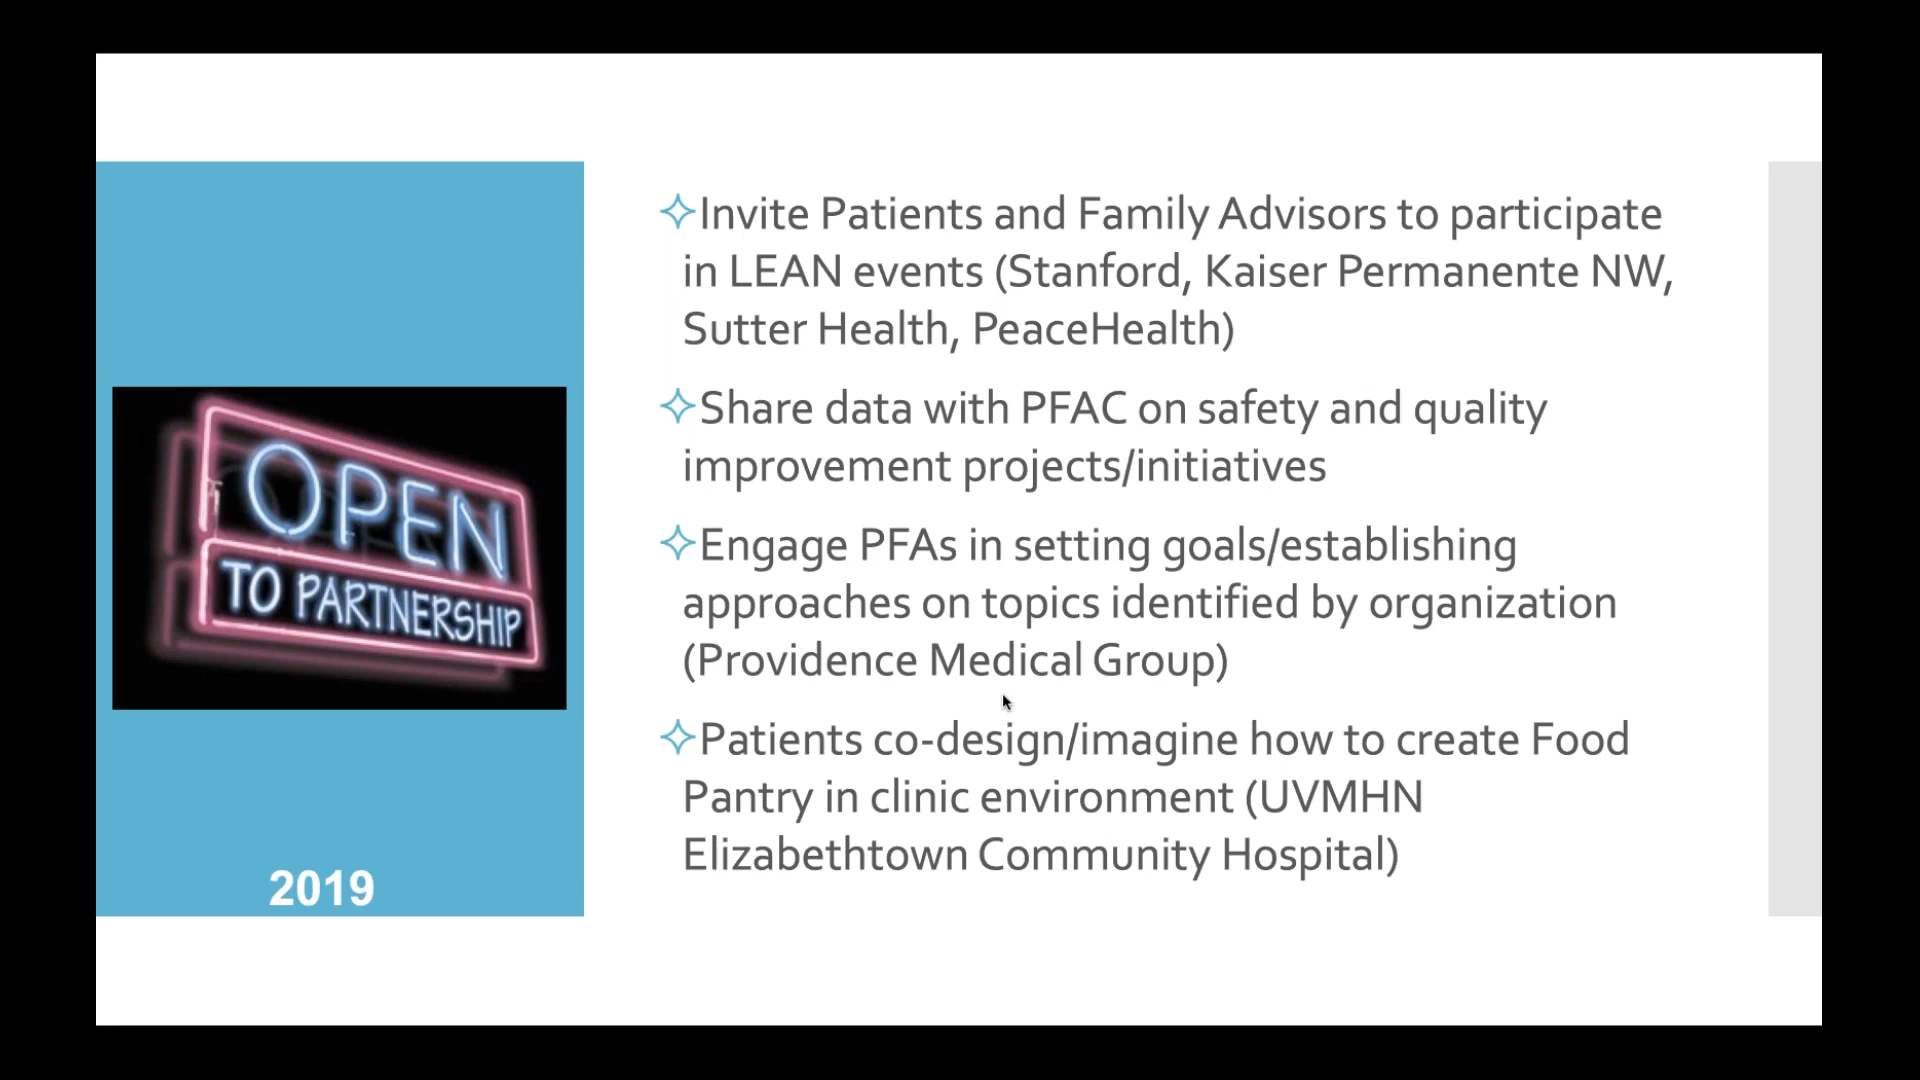 OPEN
TO PARTNERSHIP
2019
Invite Patients and Family Advisors to participate
in LEAN events (Stanford, Kaiser Permanente NW,
Sutter Health, PeaceHealth)
Share data with PFAC on safety and quality
improvement projects/initiatives
Engage PFAs in setting goals/establishing
approaches on topics identified by organization
(Providence Medical Group)
Patients co-design/imagine how to create Food
Pantry in clinic environment (UVMHN
Elizabethtown Community Hospital)